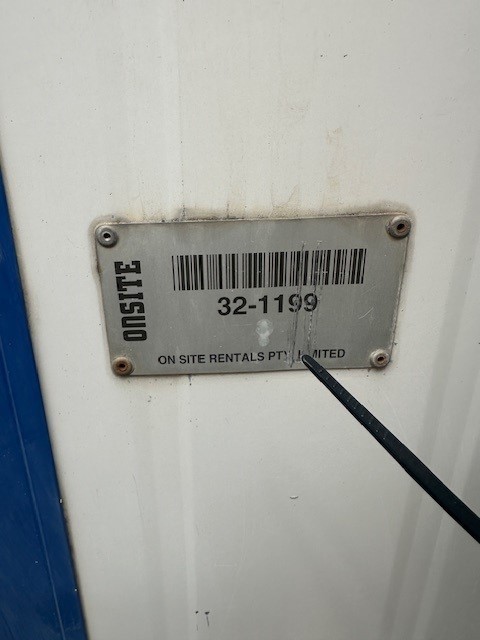 ONSITE
32-1199
ON SITE RENTALS PTY LIMITED